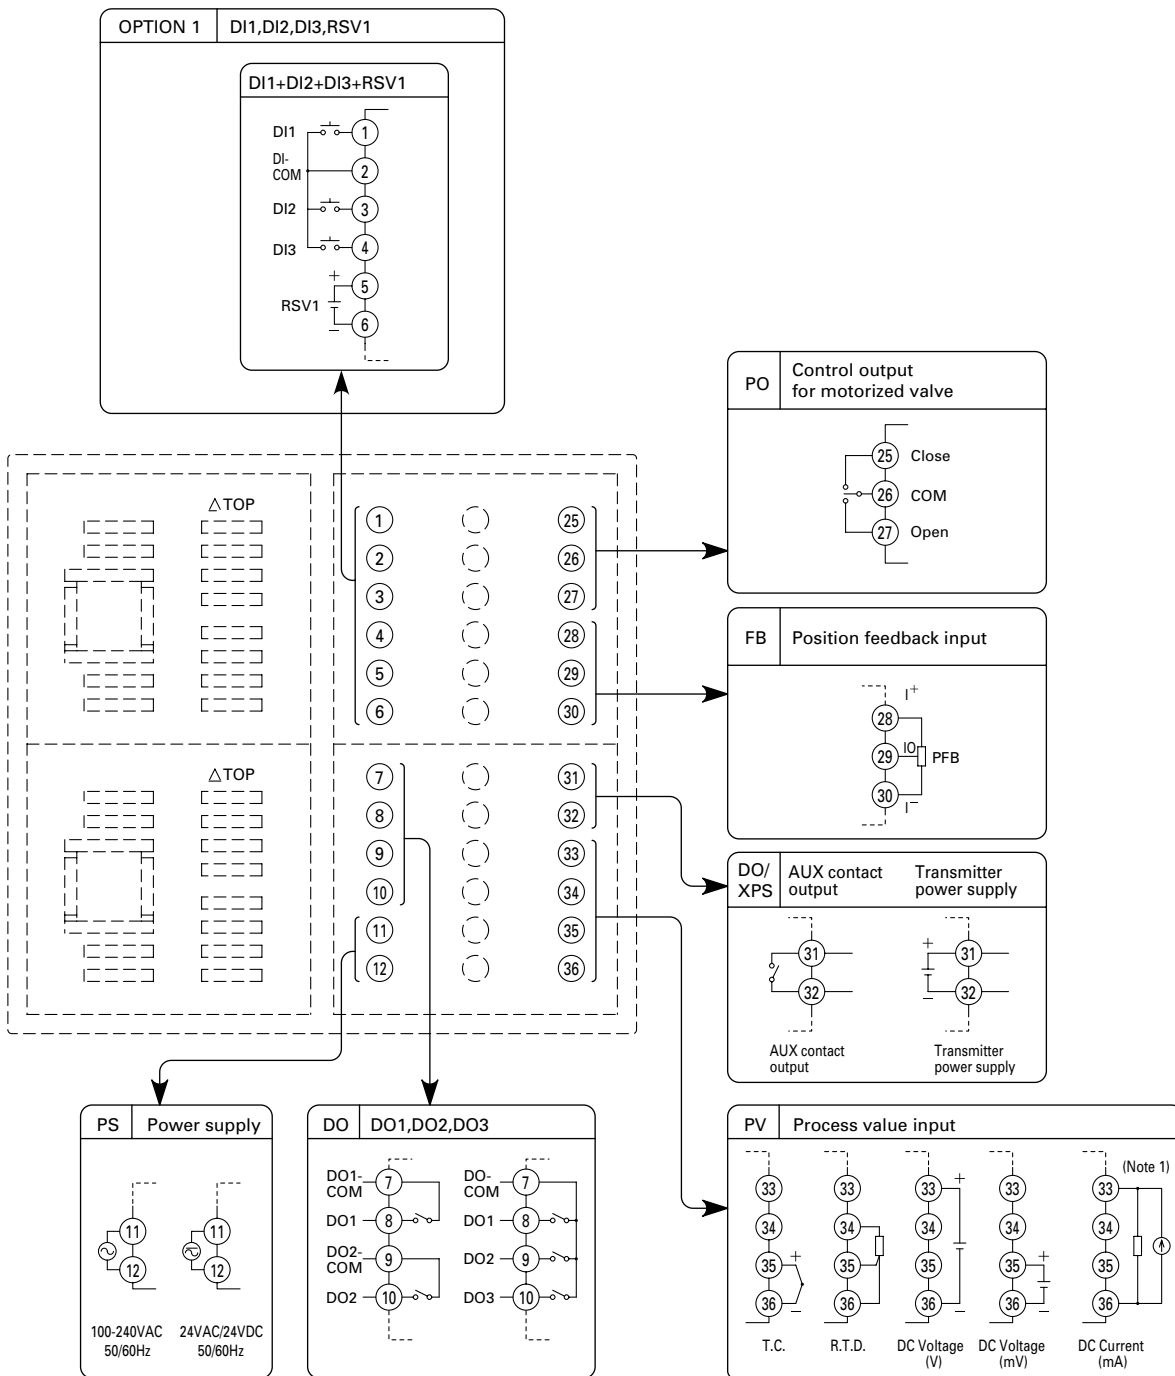 OPTION 1 DI1,DI2,DI3,RSV1
DI1+DI2+DI3+RSV1
DI1 1
DI-
COM 2
DI2 3
DI3 4
+ 5
RSV1
− 6
PO Control output
for motorized valve
25 Close
26 COM
27 Open
FB Position feedback input
I+
28
29 IO PFB
30
I−
DO/
XPS
AUX contact
output
Transmitter
power supply
31 + 31
32 − 32
AUX contact
output
Transmitter
power supply
△TOP
1 25
2 26
3 27
4 28
5 29
6 30
△TOP
7 31
8 32
9 33
10 34
11 35
12 36
PS Power supply
11 11
12 12
100-240VAC
50/60Hz
24VAC/24VDC
50/60Hz
DO DO1,DO2,DO3
DO1-
COM 7
DO1 8
DO2-
COM 9
DO2 10
DO-
COM 7
DO1 8
DO2 9
DO3 10
PV Process value input
(Note 1)
33 33 33 + 33 33
34 34 34 34 34
35 + 35 35 35 + 35
36 − 36 36 − 36 − 36
T.C. R.T.D. DC Voltage
(V)
DC Voltage
(mV)
DC Current
(mA)